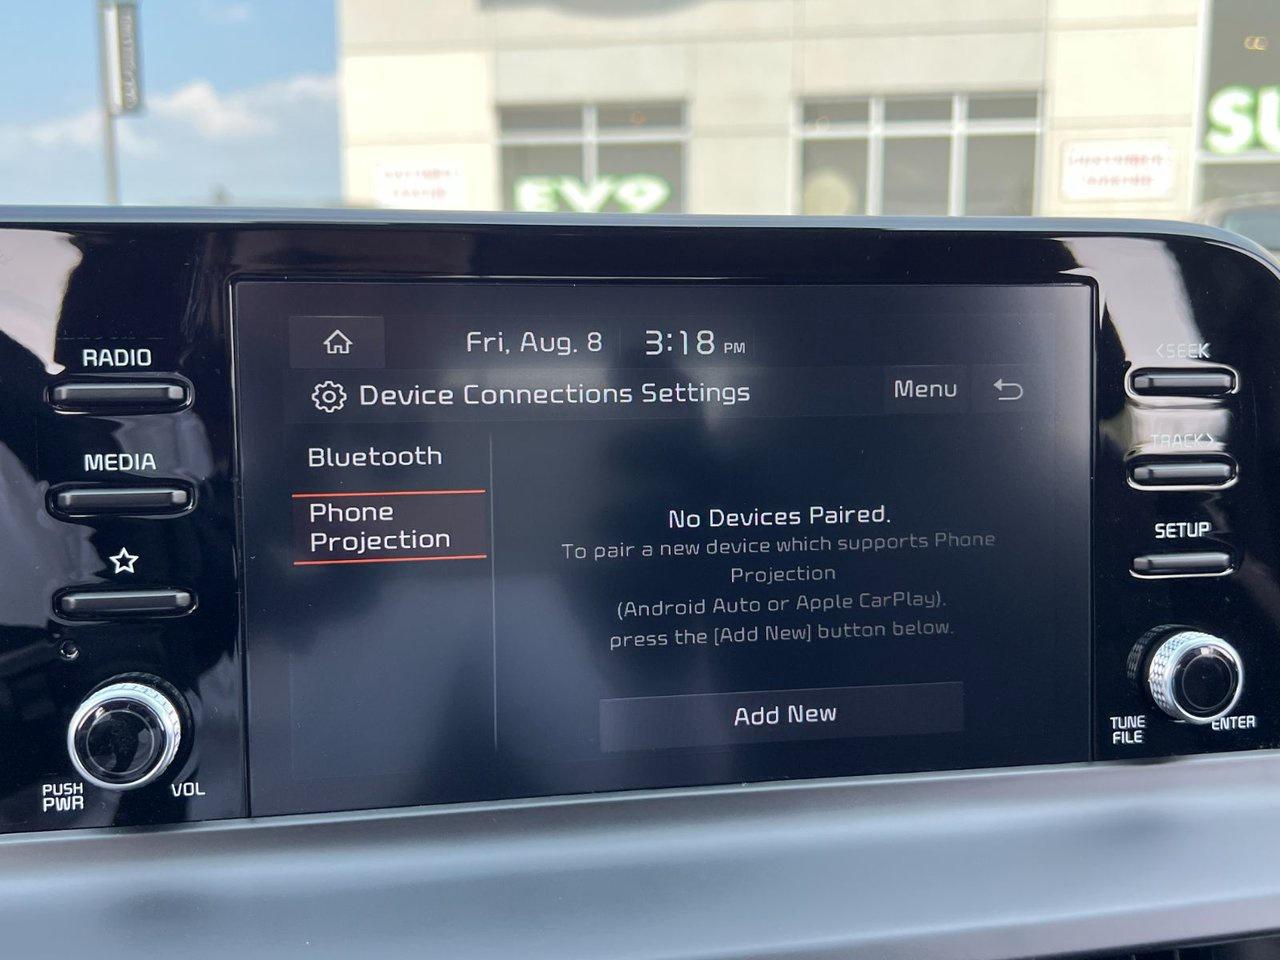 EV9
SU
RADIO
MEDIA
PUSH
PWR
VOL
Fri, Aug. 8 3:18 PM
Device Connections Settings Menu
Bluetooth
Phone
Projection
No Devices Paired.
To pair a new device which supports Phone
Projection
(Android Auto or Apple CarPlay).
press the [Add New] button below.
Add New
<SEEK
TRACK>
SETUP
TUNE
FILE
ENTER